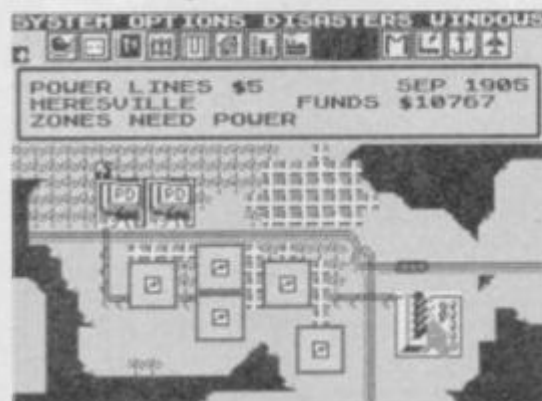 SYSTEM OPTIONS DISASTERS WINDOWS
POWER LINES $5 SEP 1905
HERESVILLE FUNDS $10767
ZONES NEED POWER
PD PD